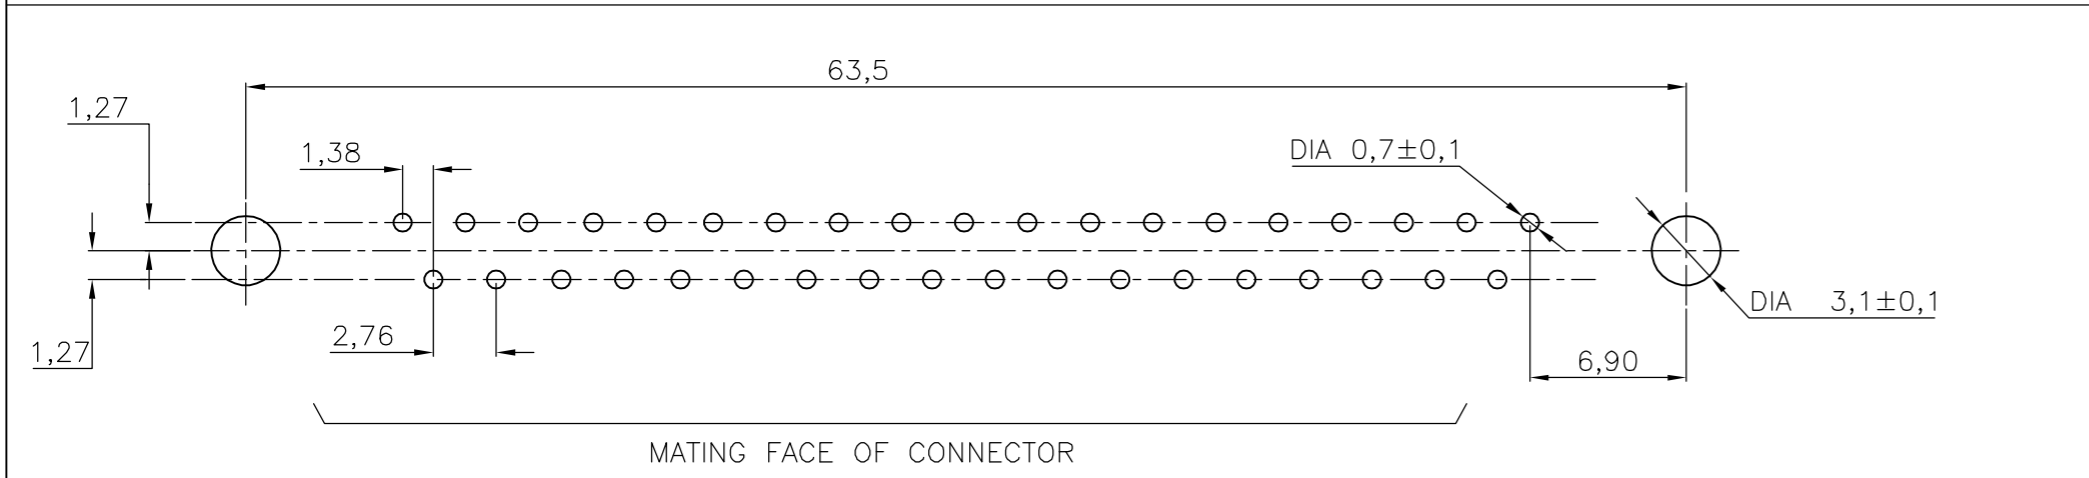 63,5
1,27
1,38
DIA 0,7±0,1
DIA 3,1±0,1
2,76
1,27
6,90
MATING FACE OF CONNECTOR